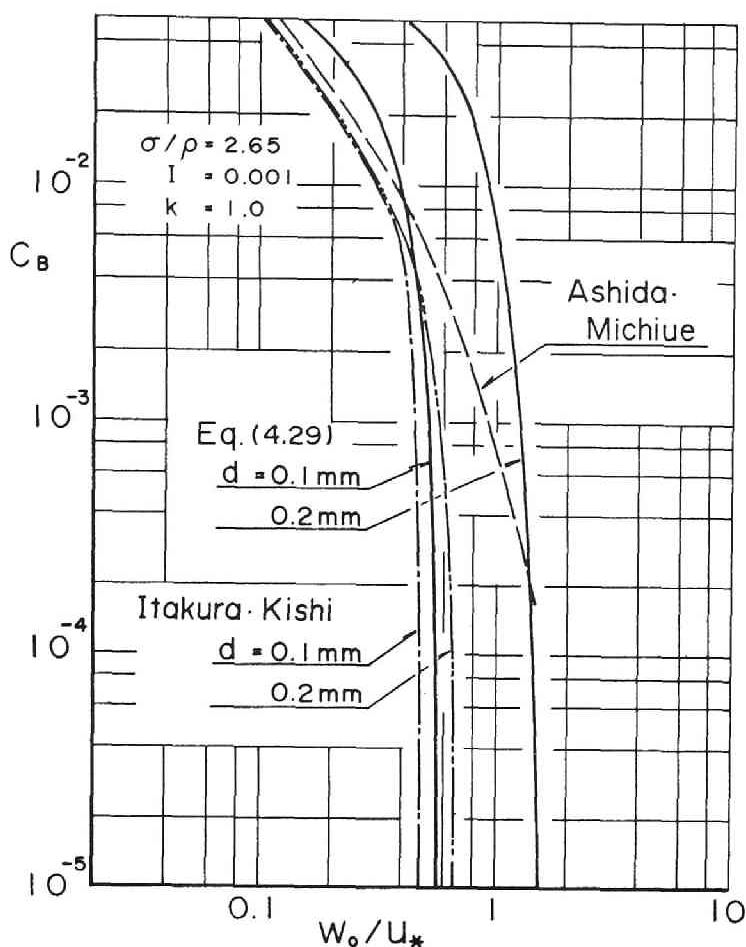 σ/ρ = 2.65
I = 0.001
k = 1.0
10⁻²
C_B
Ashida·
Michiue
10⁻³
Eq. (4.29)
d = 0.1 mm
0.2 mm
Itakura · Kishi
10⁻⁴
d = 0.1 mm
0.2 mm
10⁻⁵
0.1
1
10
W₀/U*